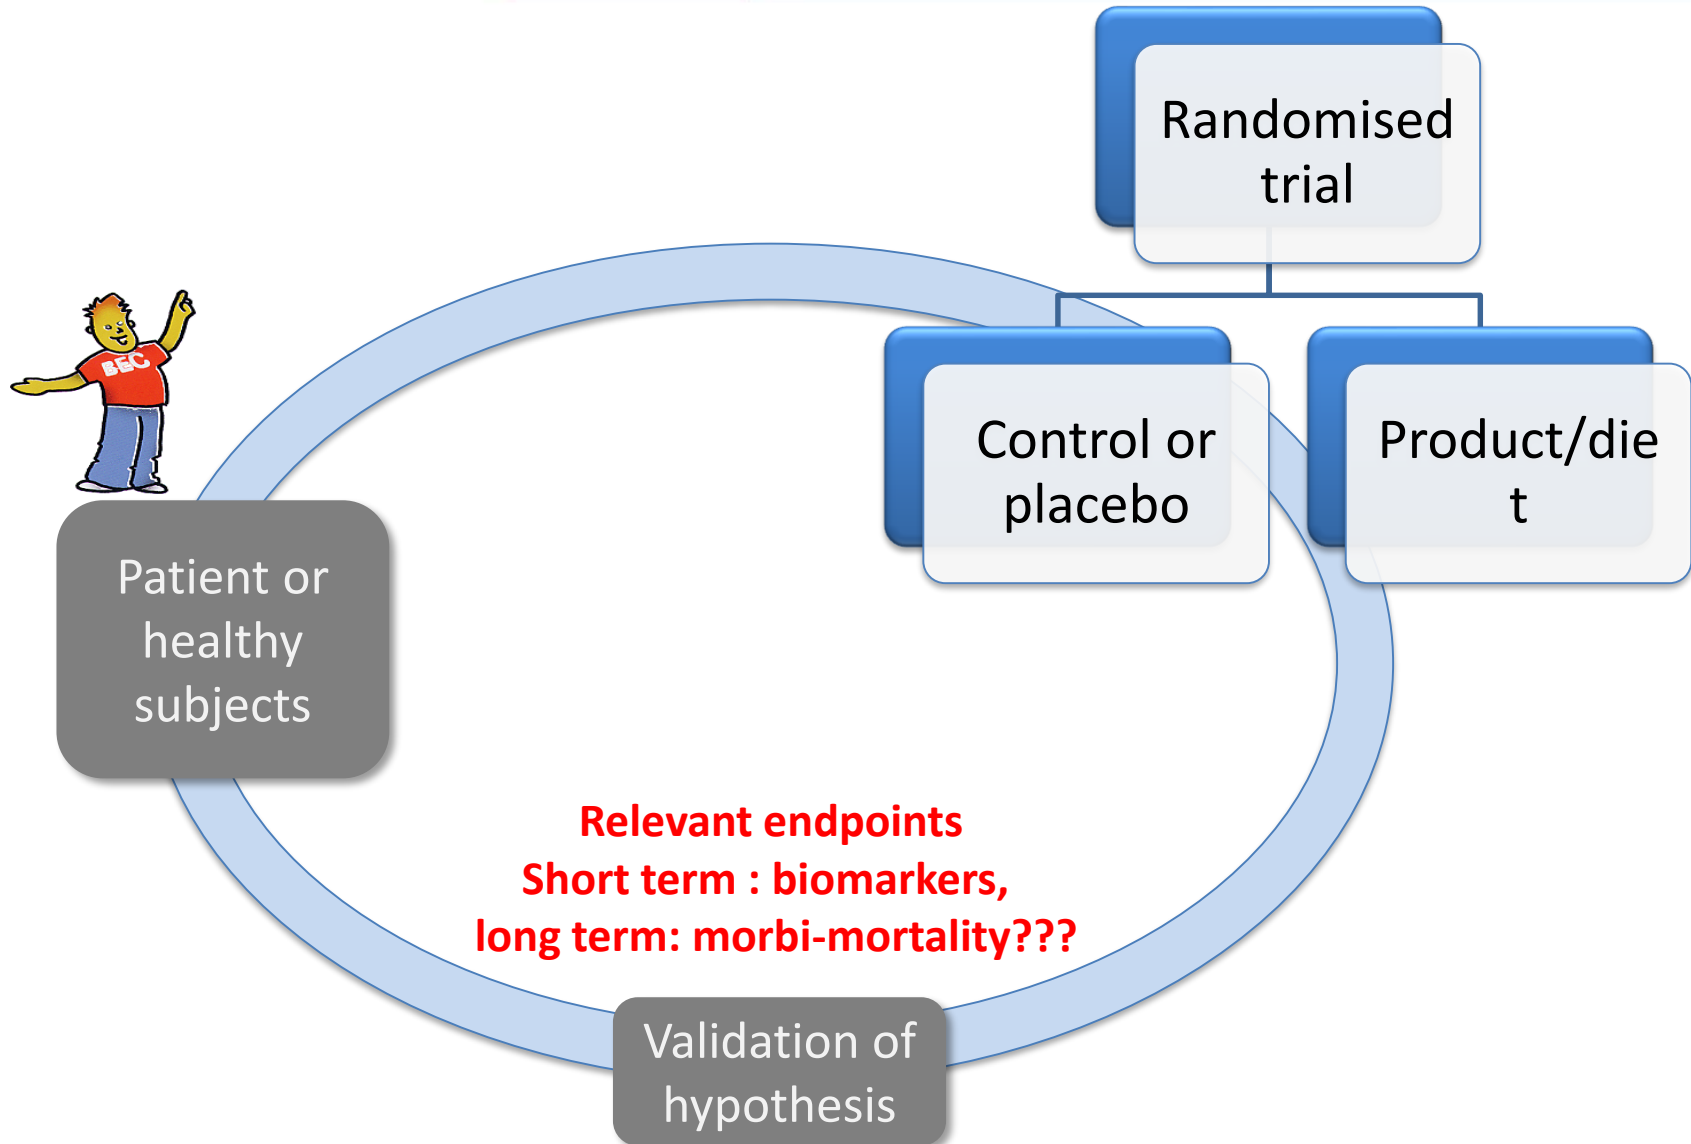 Randomised
trial
Control or
placebo
Product/die
t
BEC
Patient or
healthy
subjects
Relevant endpoints
Short term : biomarkers,
long term: morbi-mortality???
Validation of
hypothesis